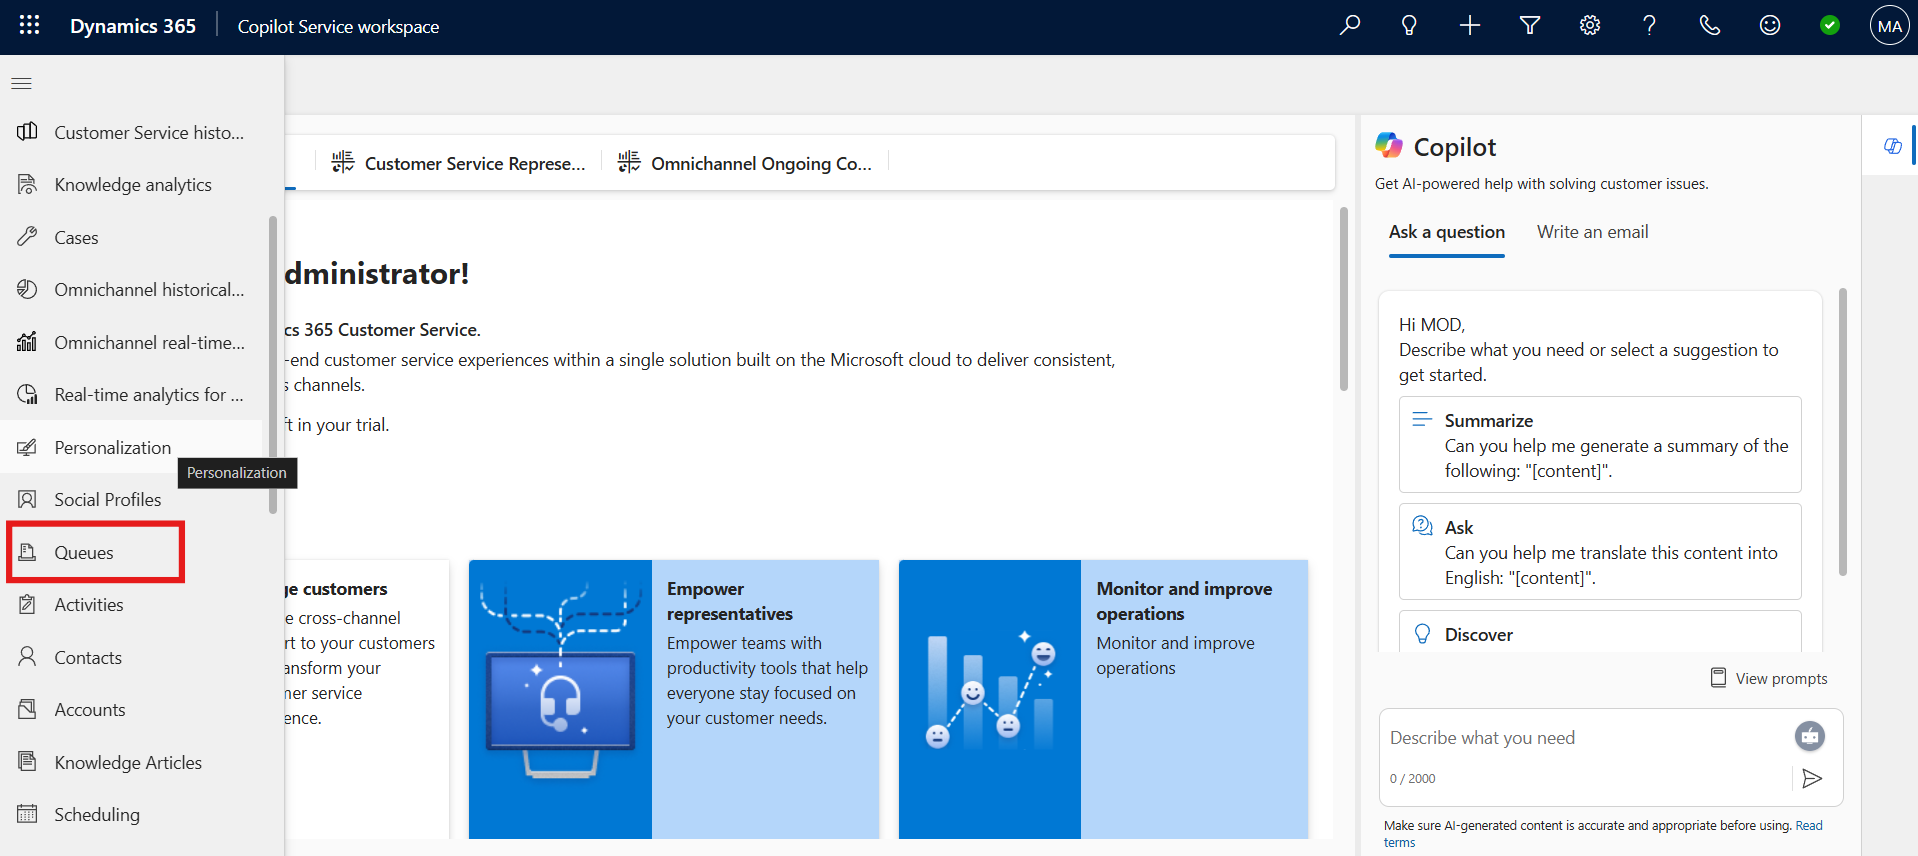 Dynamics 365
Copilot Service workspace
MA
Customer Service histo...
Knowledge analytics
Cases
Omnichannel historical...
Omnichannel real-time...
Real-time analytics for ...
Personalization
Personalization
Social Profiles
Queues
Activities
Contacts
Accounts
Knowledge Articles
Scheduling
Customer Service Represe...
Omnichannel Ongoing Co...
dministrator!
cs 365 Customer Service.
-end customer service experiences within a single solution built on the Microsoft cloud to deliver consistent,
s channels.
ft in your trial.
ge customers
e cross-channel
rt to your customers
ansform your
ner service
ence.
Empower
representatives
Empower teams with
productivity tools that help
everyone stay focused on
your customer needs.
Monitor and improve
operations
Monitor and improve
operations
Copilot
Get AI-powered help with solving customer issues.
Ask a question
Write an email
Hi MOD,
Describe what you need or select a suggestion to
get started.
Summarize
Can you help me generate a summary of the
following: "[content]".
Ask
Can you help me translate this content into
English: "[content]".
Discover
View prompts
Describe what you need
0 / 2000
Make sure AI-generated content is accurate and appropriate before using. Read
terms